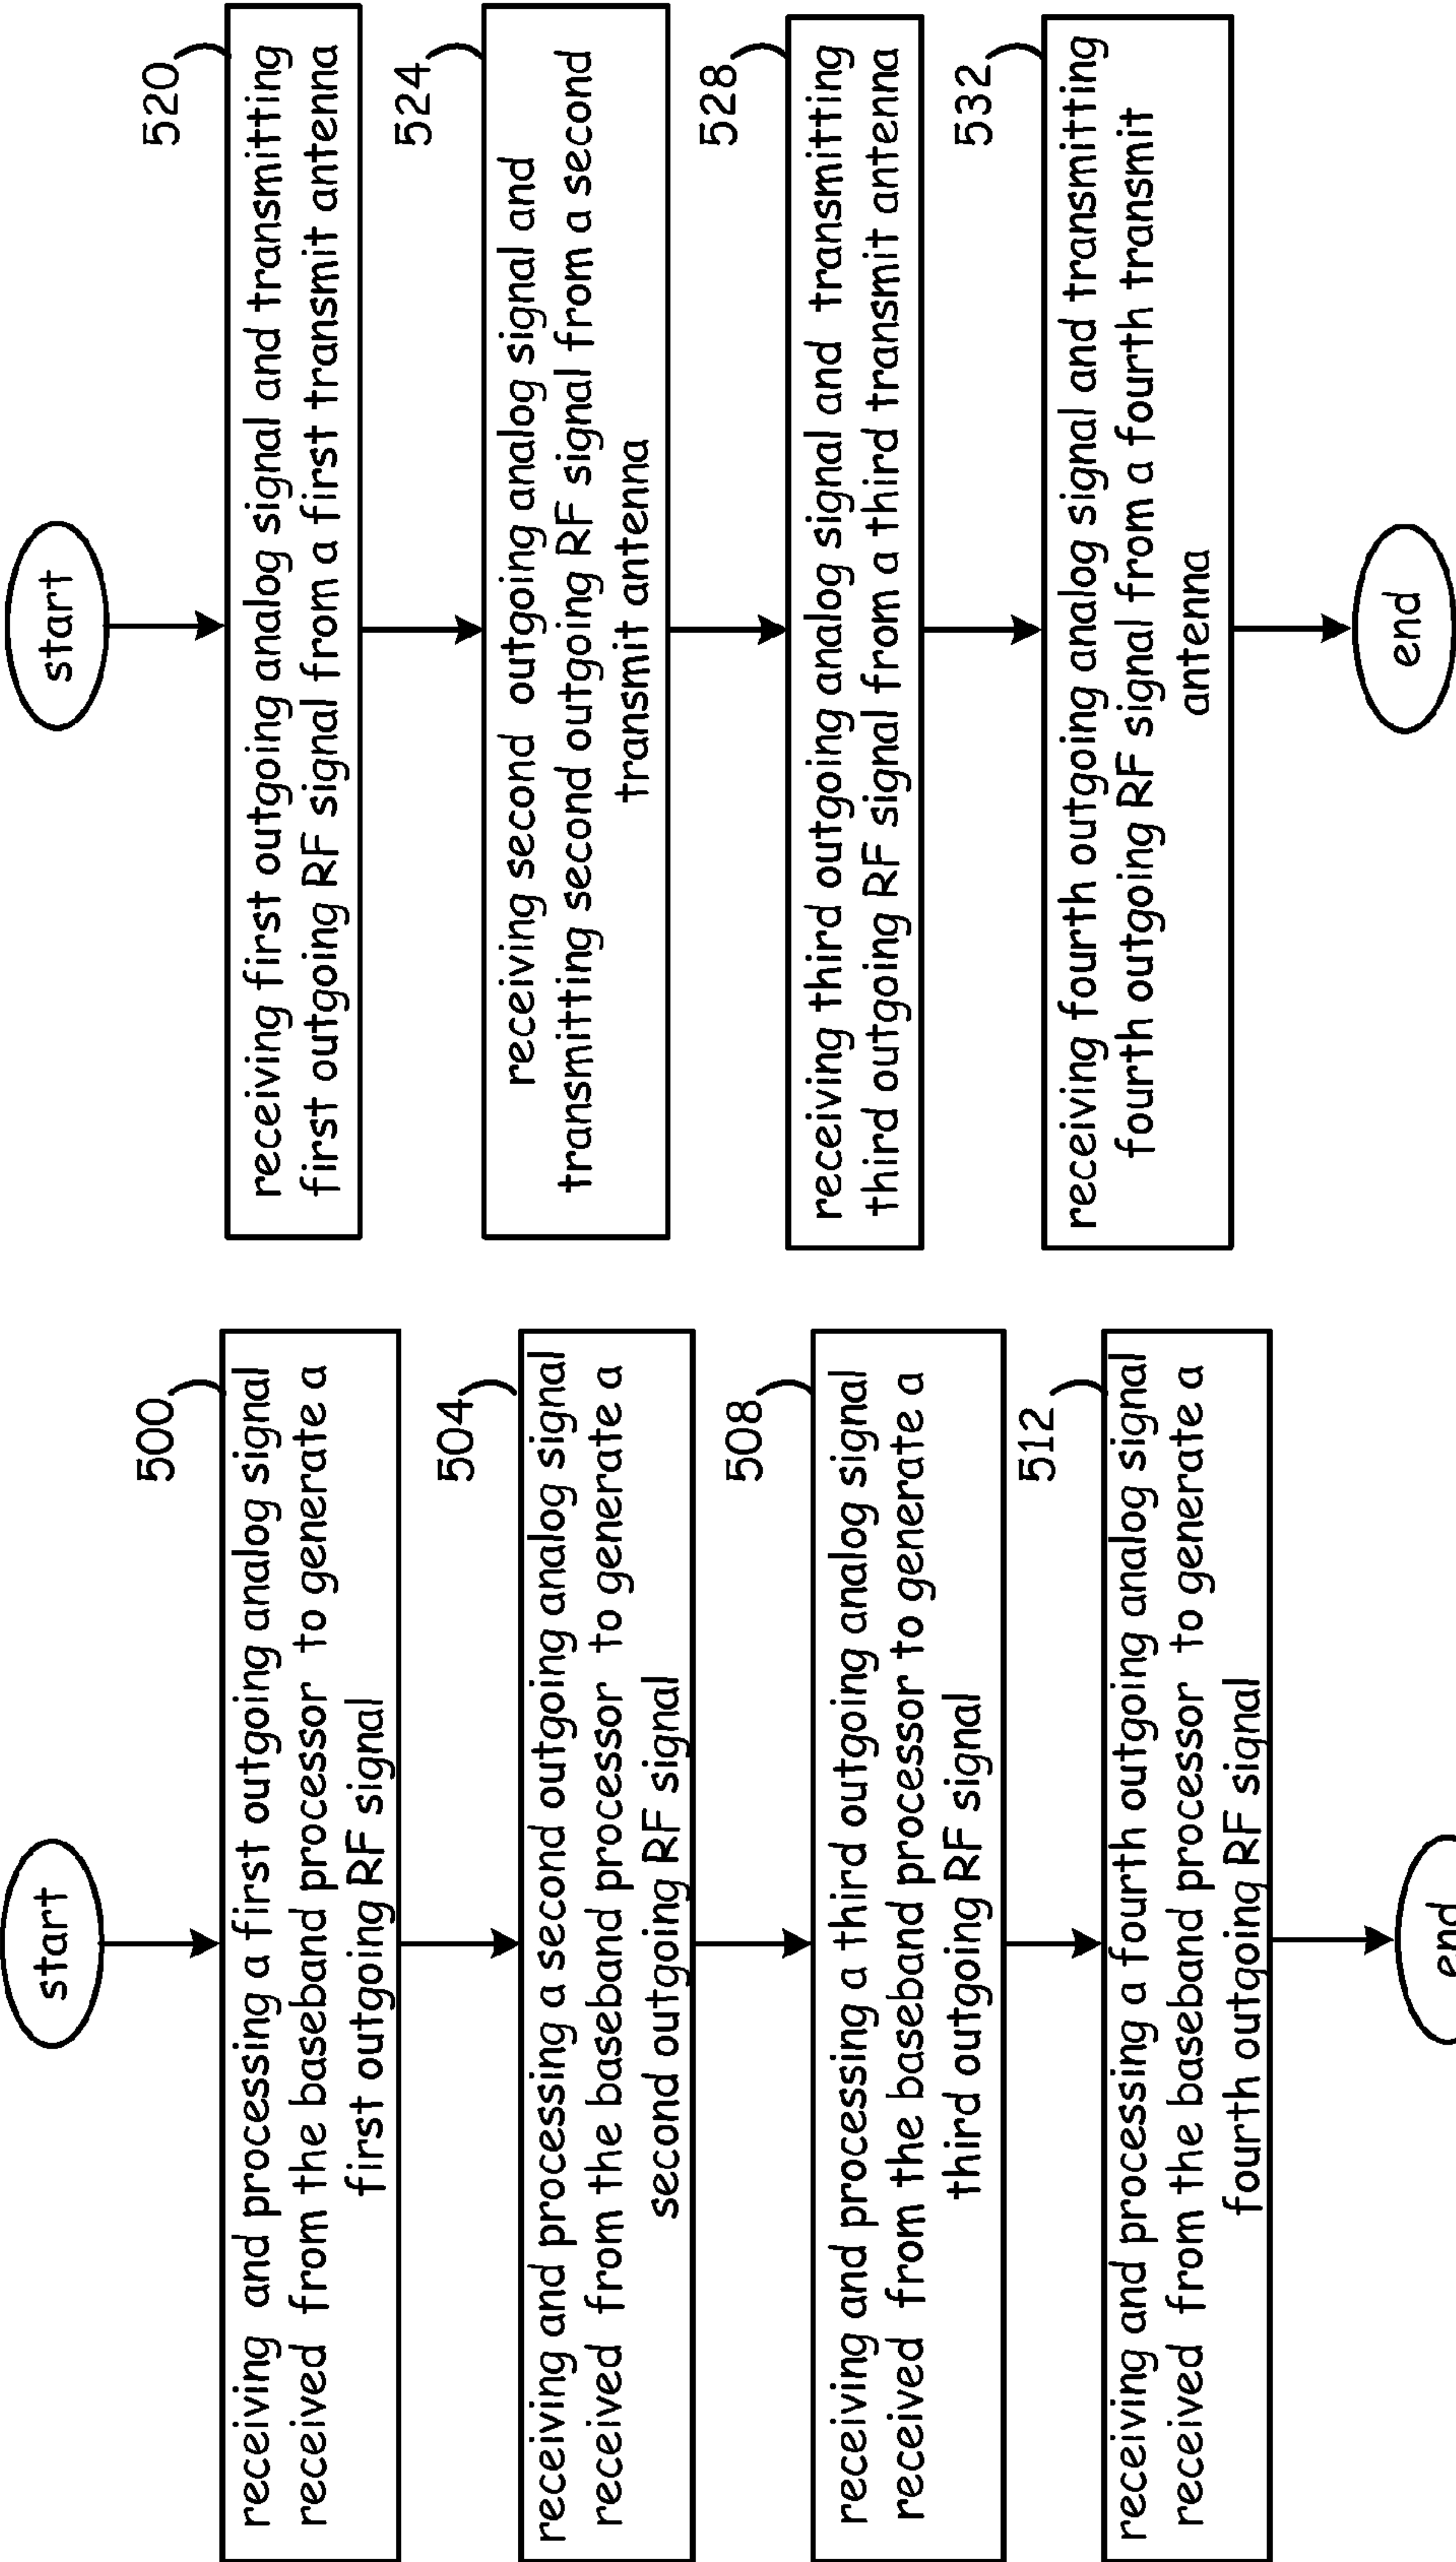 start
500
receiving and processing a first outgoing analog signal
received from the baseband processor to generate a
first outgoing RF signal
504
receiving and processing a second outgoing analog signal
received from the baseband processor to generate a
second outgoing RF signal
508
receiving and processing a third outgoing analog signal
received from the baseband processor to generate a
third outgoing RF signal
512
receiving and processing a fourth outgoing analog signal
received from the baseband processor to generate a
fourth outgoing RF signal
end
start
520
receiving first outgoing analog signal and transmitting
first outgoing RF signal from a first transmit antenna
524
receiving second outgoing analog signal and
transmitting second outgoing RF signal from a second
transmit antenna
528
receiving third outgoing analog signal and transmitting
third outgoing RF signal from a third transmit antenna
532
receiving fourth outgoing analog signal and transmitting
fourth outgoing RF signal from a fourth transmit
antenna
end